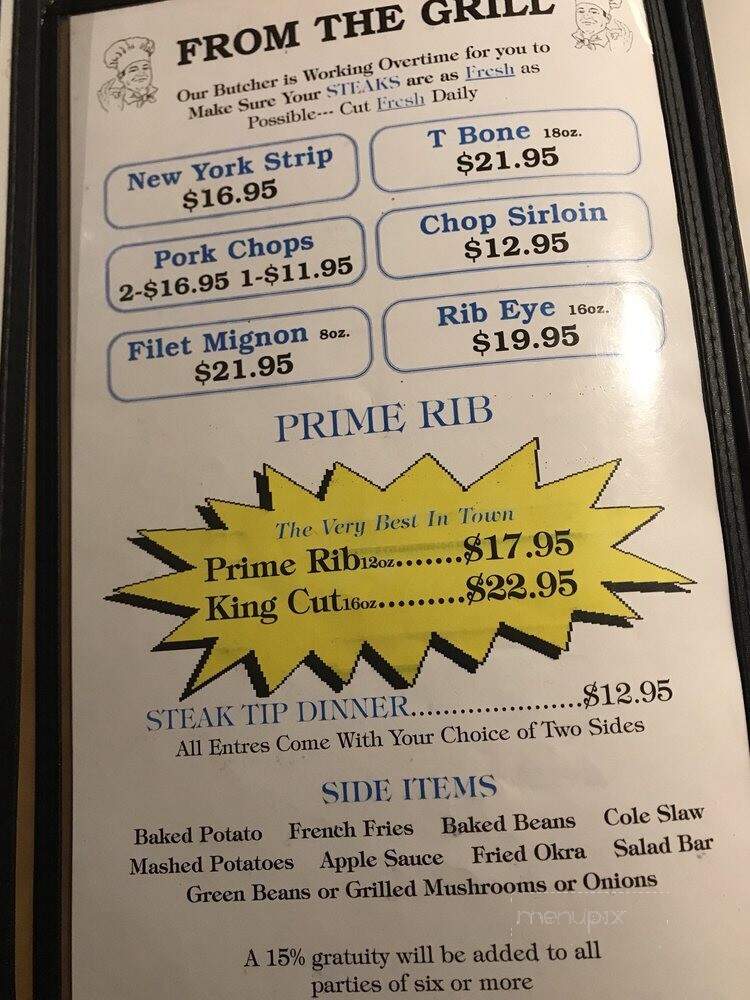 FROM THE GRILL
Our Butcher is Working Overtime for you to
Make Sure Your STEAKS are as Fresh as
Possible--- Cut Fresh Daily
New York Strip
$16.95
T Bone 18oz.
$21.95
Pork Chops
2-$16.95 1-$11.95
Chop Sirloin
$12.95
Filet Mignon 8oz.
$21.95
Rib Eye 16oz.
$19.95
PRIME RIB
The Very Best In Town
Prime Rib12oz.......$17.95
King Cut16oz.........$22.95
STEAK TIP DINNER.....................$12.95
All Entres Come With Your Choice of Two Sides
SIDE ITEMS
Baked Potato French Fries Baked Beans Cole Slaw
Mashed Potatoes Apple Sauce Fried Okra Salad Bar
Green Beans or Grilled Mushrooms or Onions
menupix
A 15% gratuity will be added to all
parties of six or more